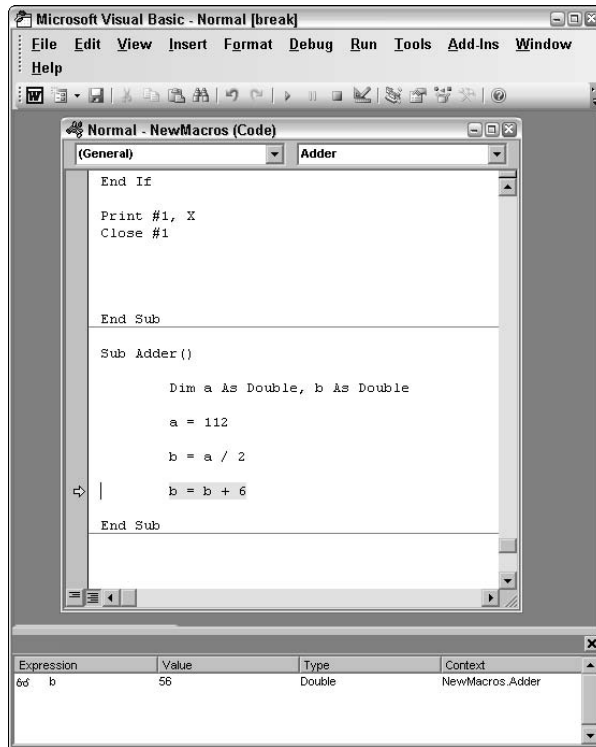 Microsoft Visual Basic - Normal [break]
File Edit View Insert Format Debug Run Tools Add-Ins Window
Help
Normal - NewMacros (Code)
(General) Adder
End If
Print #1, X
Close #1
End Sub
Sub Adder()
Dim a As Double, b As Double
a = 112
b = a / 2
b = b + 6
End Sub
Expression Value Type Context
b 56 Double NewMacros.Adder